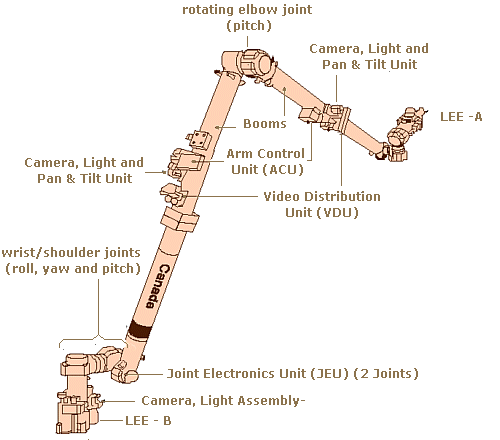 rotating elbow joint
(pitch)
Camera, Light and
Pan & Tilt Unit
LEE -A
Booms
Arm Control
Unit (ACU)
Camera, Light and
Pan & Tilt Unit
Video Distribution
Unit (VDU)
wrist/shoulder joints
(roll, yaw and pitch)
Canada
Joint Electronics Unit (JEU) (2 Joints)
Camera, Light Assembly-
LEE - B